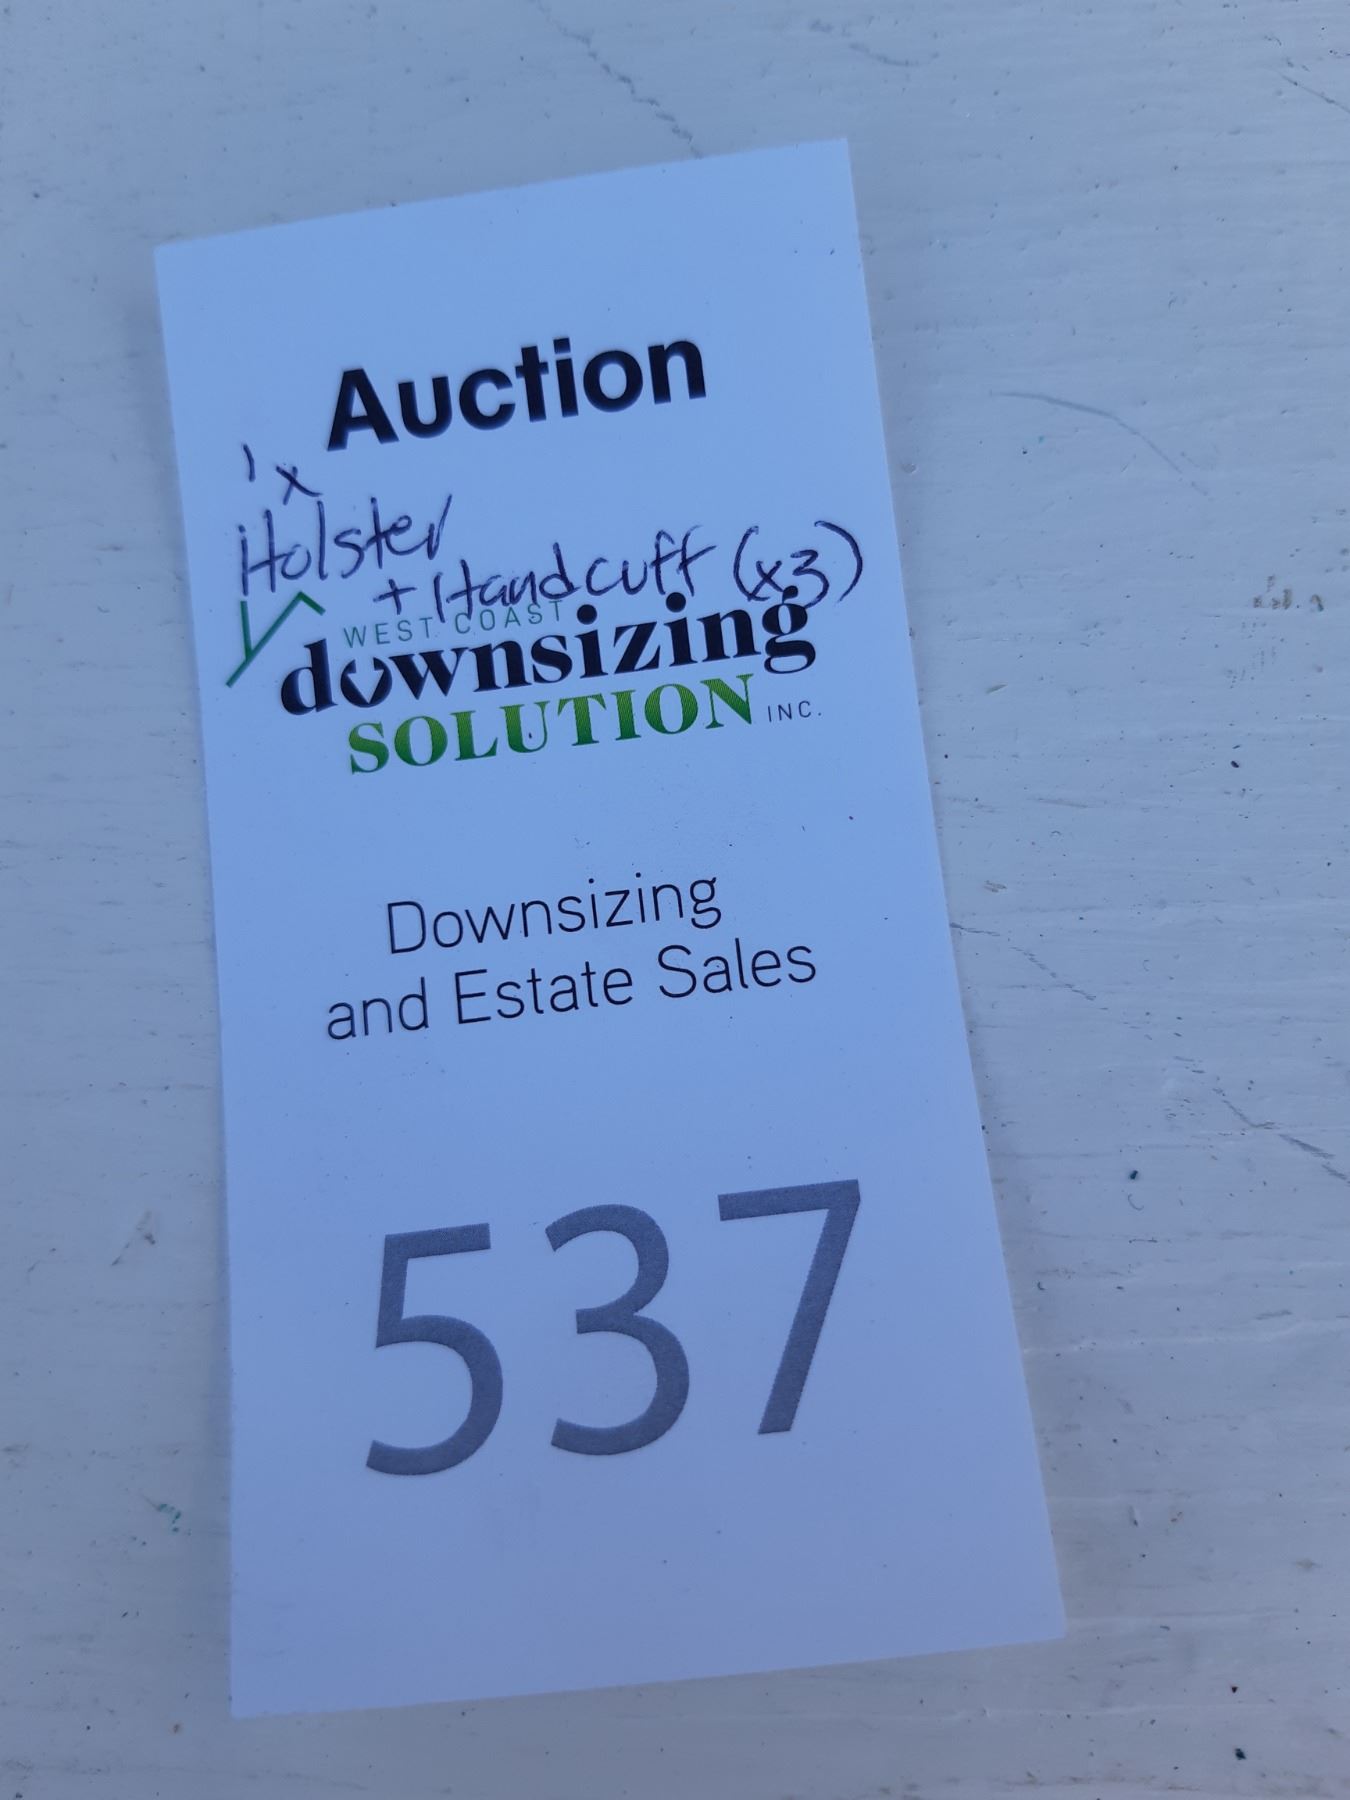 Auction
1x
Holster
+ Handcuff (x3)
WEST COAST
downsizing
SOLUTION INC.
Downsizing
and Estate Sales
537